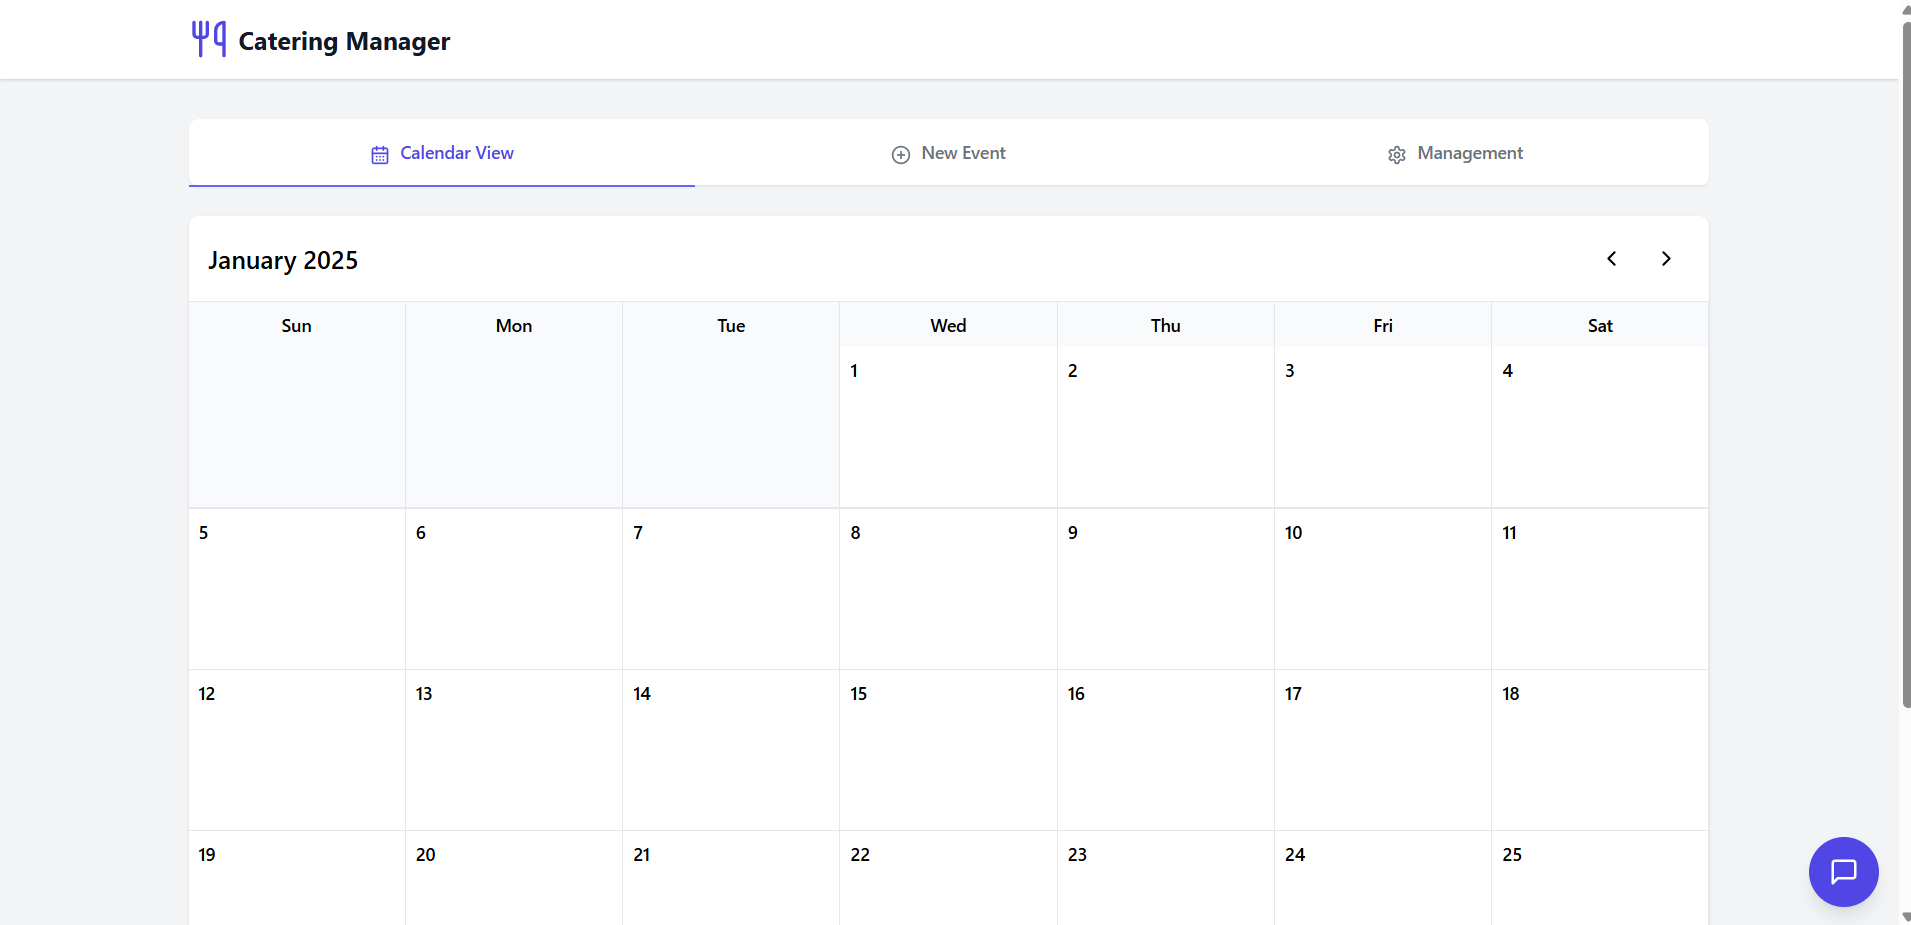 Catering Manager
Calendar View New Event Management
January 2025
Sun Mon Tue Wed Thu Fri Sat
1 2 3 4
5 6 7 8 9 10 11
12 13 14 15 16 17 18
19 20 21 22 23 24 25